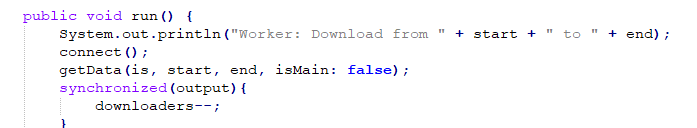 public void run() {
System.out.println("Worker: Download from " + start + " to " + end);
connect();
getData(is, start, end, isMain: false);
synchronized(output){
downloaders--;
}